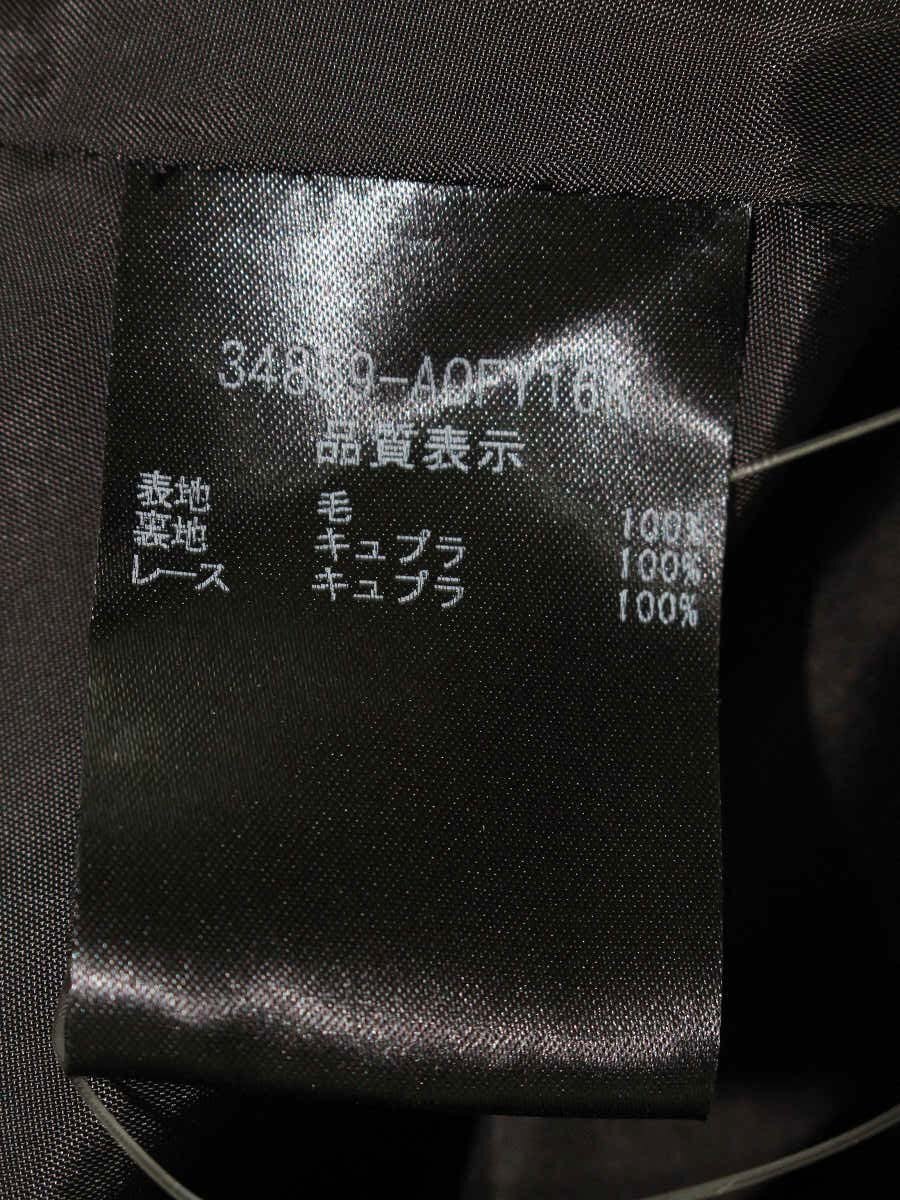 品質表示
表地 毛 100%
裏地 キュプラ 100%
レース キュプラ 100%